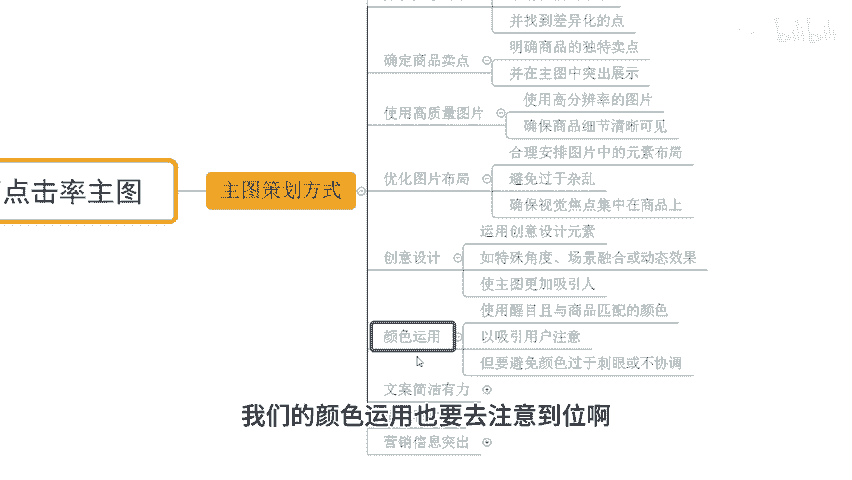 并找到差异化的点
确定商品卖点
明确商品的独特卖点
并在主图中突出展示
使用高质量图片
使用高分辨率的图片
确保商品细节清晰可见
优化图片布局
合理安排图片中的元素布局
避免过于杂乱
确保视觉焦点集中在商品上
点击率主图
主图策划方式
创意设计
运用创意设计元素
如特殊角度、场景融合或动态效果
使主图更加吸引人
颜色运用
使用醒目且与商品匹配的颜色
以吸引用户注意
但要避免颜色过于刺眼或不协调
文案简洁有力
我们的颜色运用也要去注意到位啊
营销信息突出